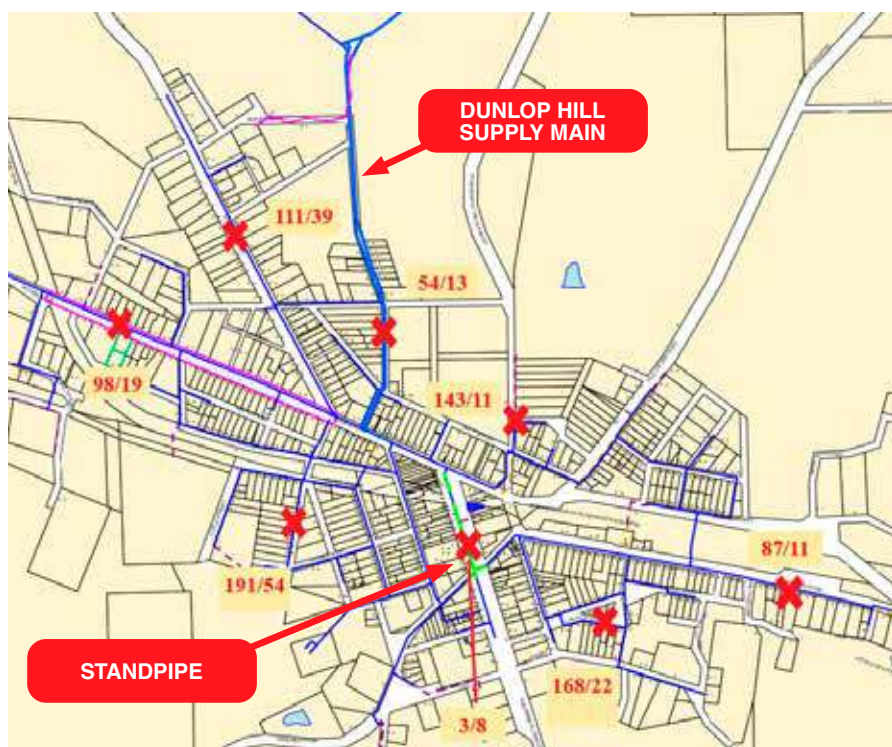 DUNLOP HILL
SUPPLY MAIN
111/39
54/13
98/19
143/11
87/11
191/54
STANDPIPE
168/22
3/8